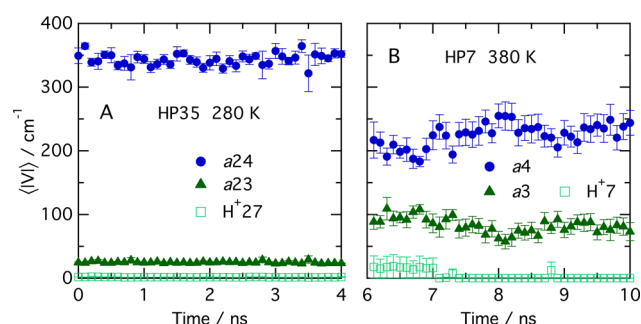 400
300
200
100
0
⟨|V|⟩ / cm⁻¹
A
HP35 280 K
a24
a23
H⁺27
0 1 2 3 4
Time / ns
B
HP7 380 K
a4
a3
H⁺7
6 7 8 9 10
Time / ns